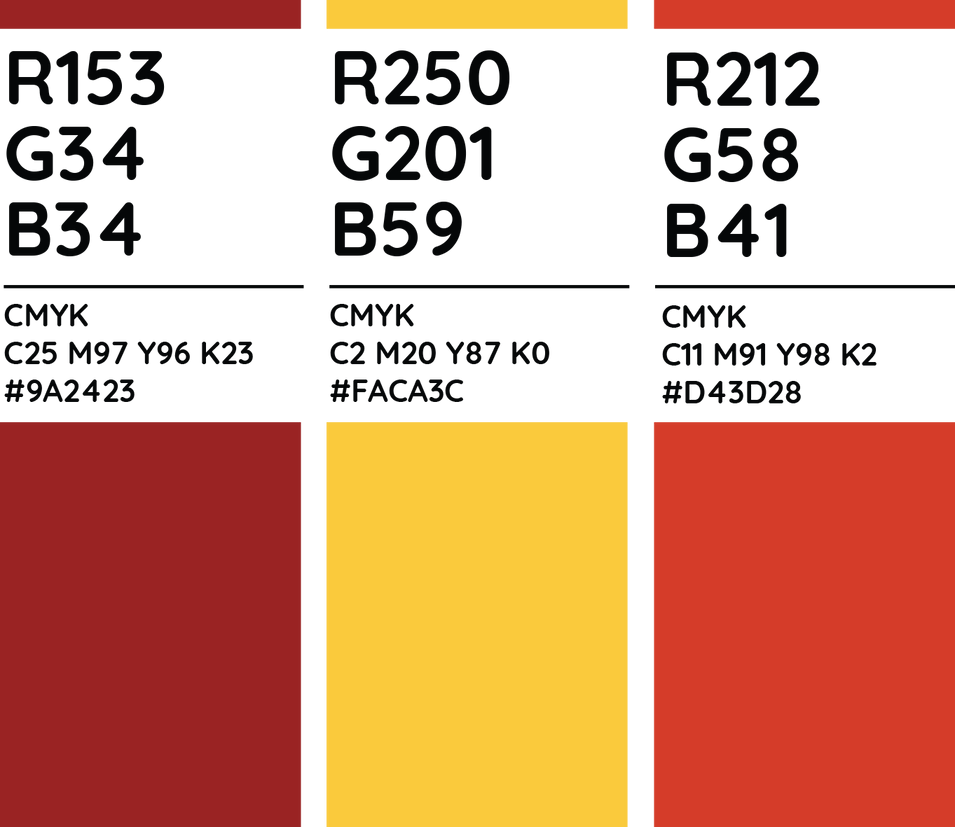 R153
G34
B34
CMYK
C25 M97 Y96 K23
#9A2423
R250
G201
B59
CMYK
C2 M20 Y87 K0
#FACA3C
R212
G58
B41
CMYK
C11 M91 Y98 K2
#D43D28